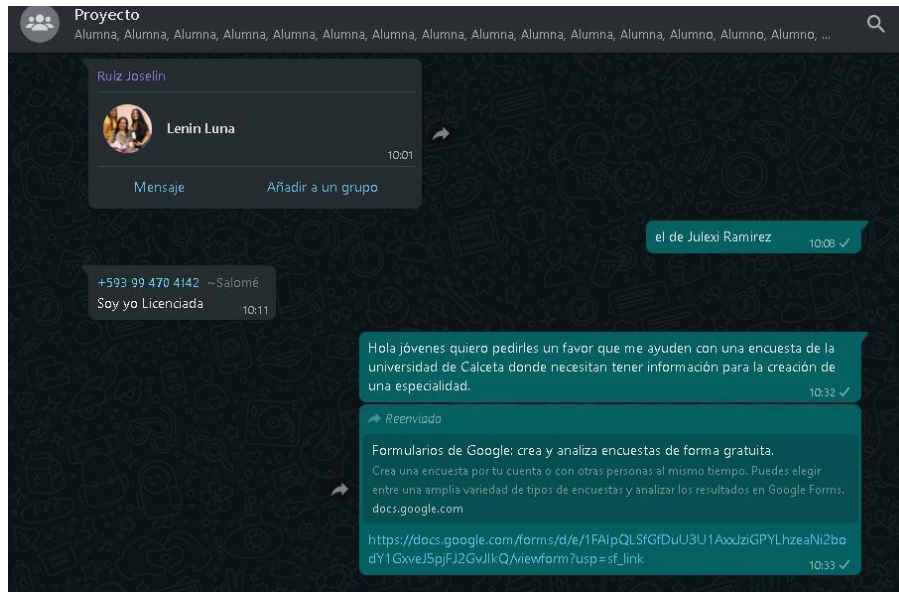 Proyecto
Alumna, Alumna, Alumna, Alumna, Alumna, Alumna, Alumna, Alumna, Alumna, Alumna, Alumna, Alumna, Alumno, Alumno, Alumno, ...
Ruiz Joselin
Lenin Luna
10:01
Mensaje Añadir a un grupo
el de Julexi Ramirez 10:08
+593 99 470 4142 ~Salomé
Soy yo Licenciada 10:11
Hola jóvenes quiero pedirles un favor que me ayuden con una encuesta de la
universidad de Calceta donde necesitan tener información para la creación de
una especialidad. 10:32
Reenviado
Formularios de Google: crea y analiza encuestas de forma gratuita.
Crea una encuesta por tu cuenta o con otras personas al mismo tiempo. Puedes elegir
entre una amplia variedad de tipos de encuestas y analizar los resultados en Google Forms.
docs.google.com
https://docs.google.com/forms/d/e/1FAIpQLSfGfDuU3U1AxxJziGPYLhzeaNi2bo
dY1GxveJ5pjFJ2GvJIkQ/viewform?usp=sf_link 10:33